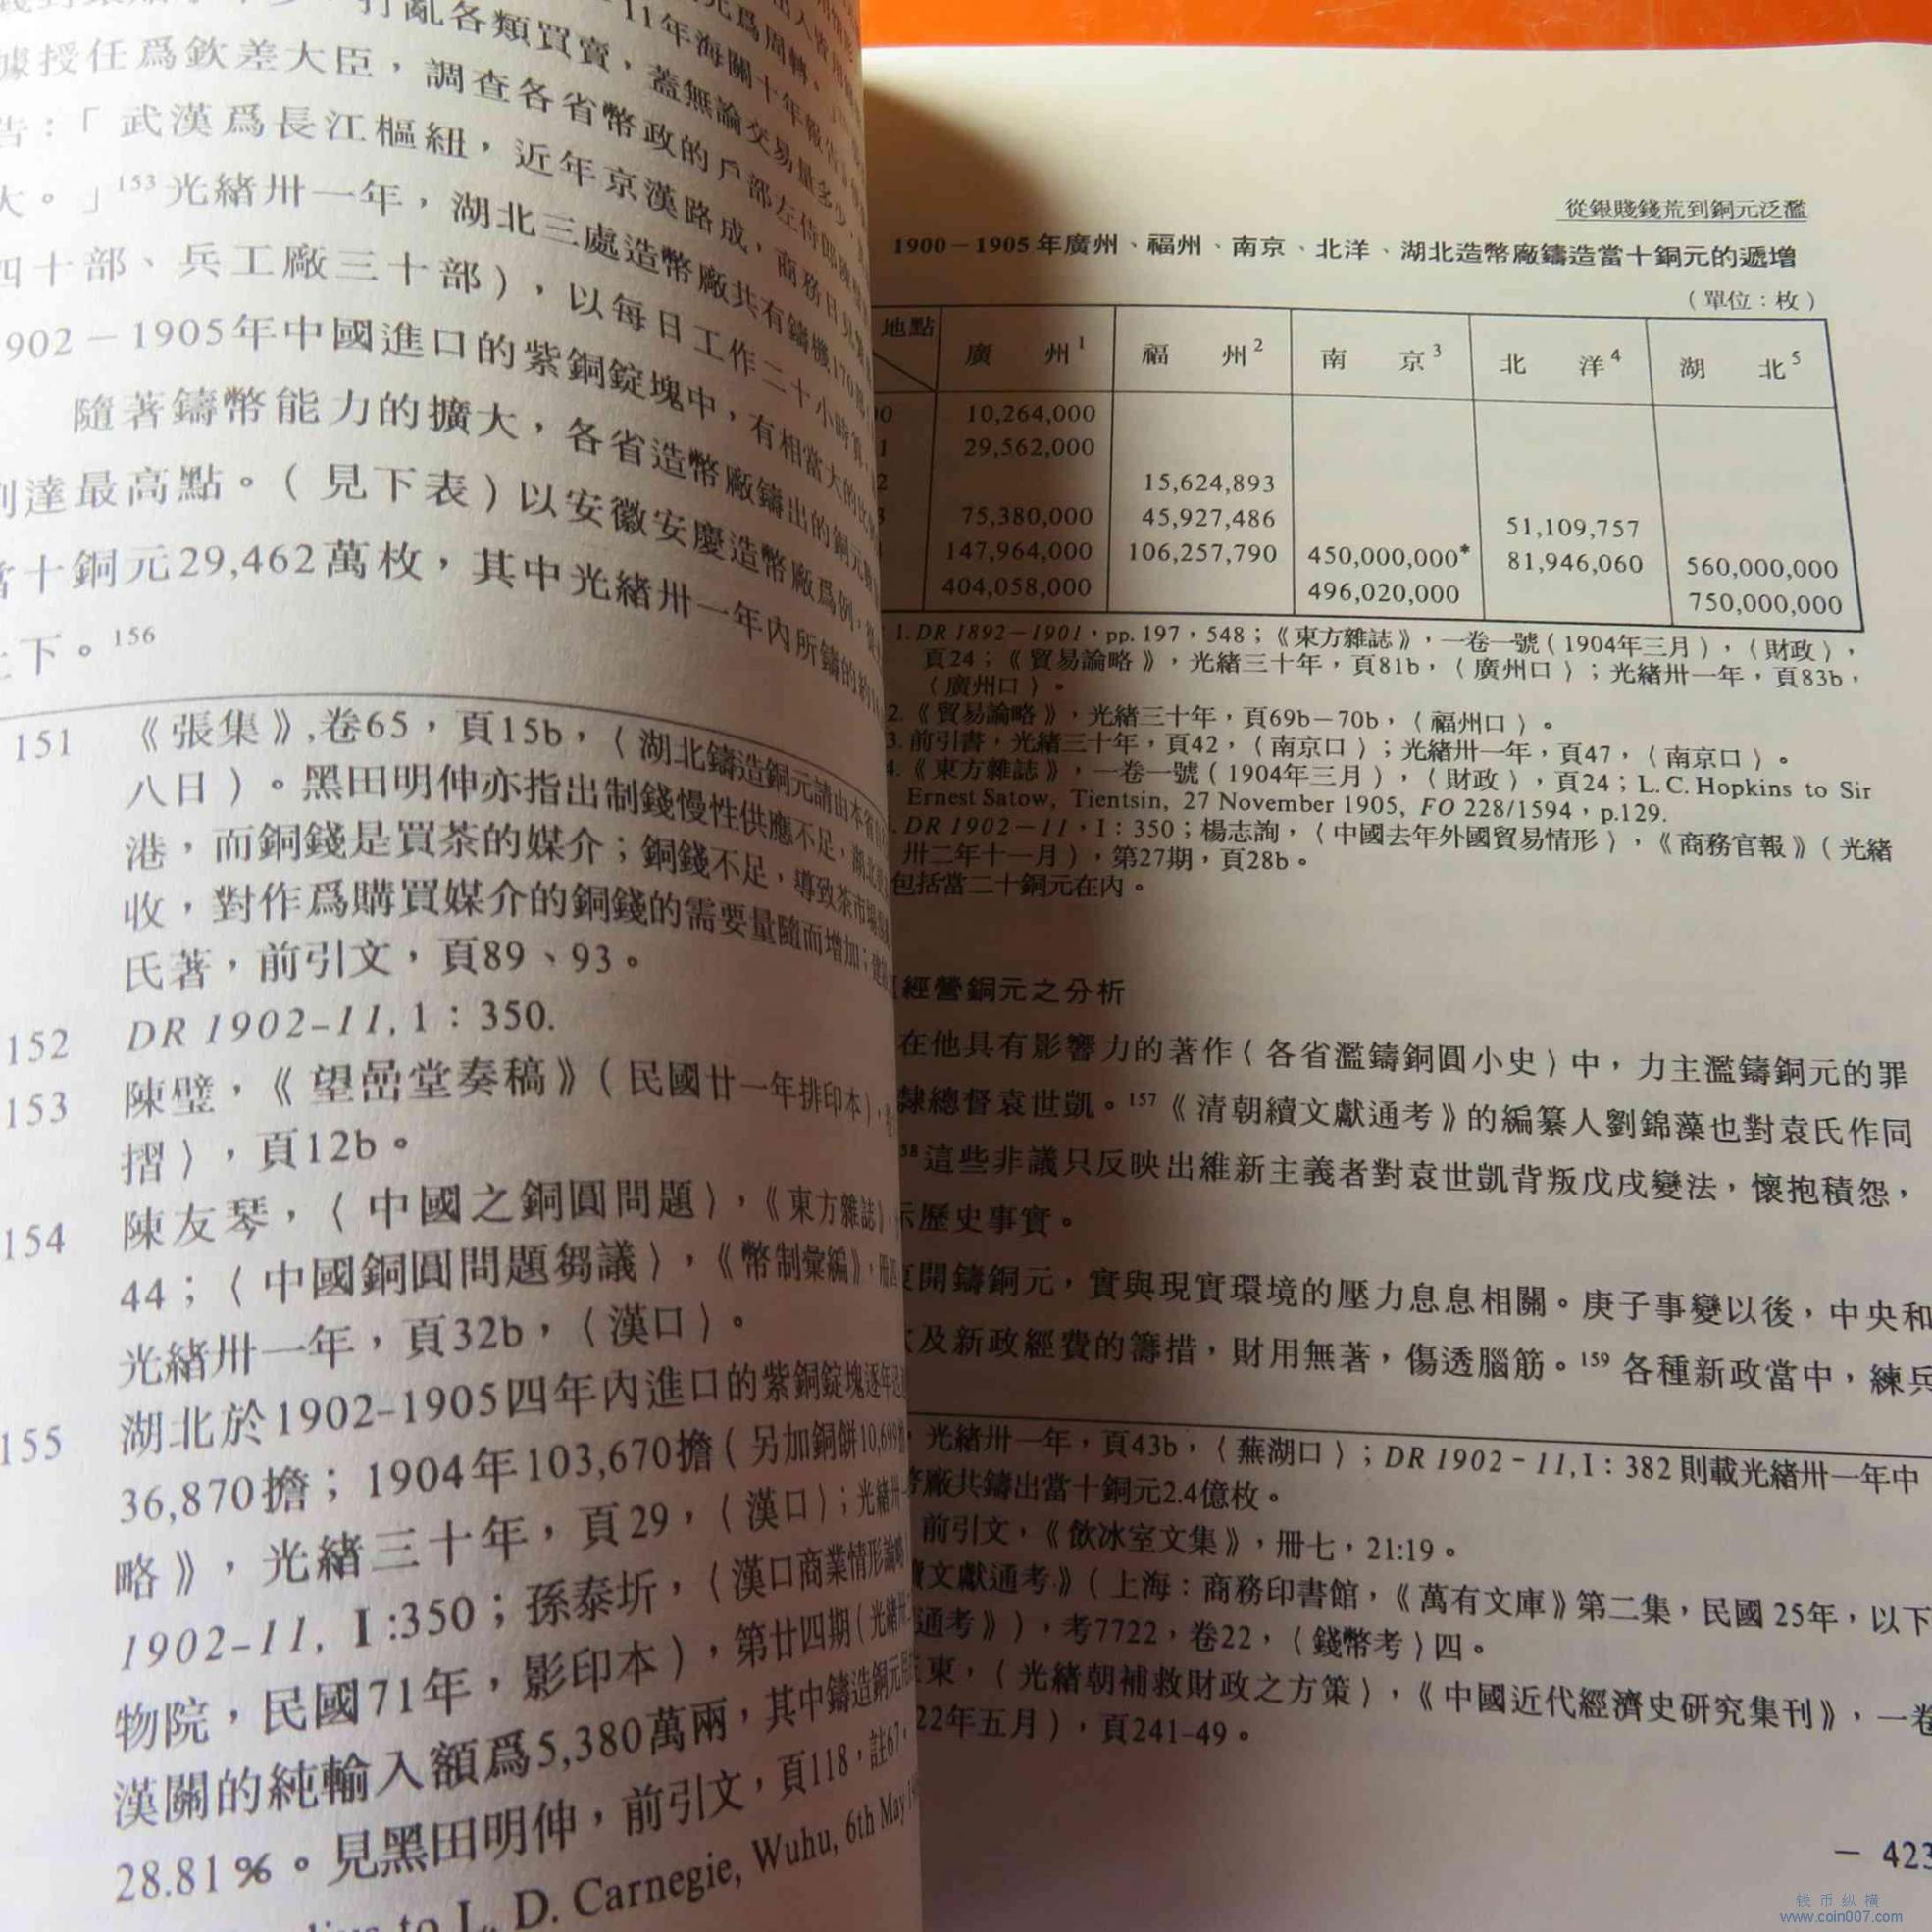 打亂各類買賣，蓋無論交易量多少，
據授任爲欽差大臣，調查各省幣政的戶部左侍郎
告：「武漢爲長江樞紐，近年京漢路成，商務日
大。」153光緒卅一年，湖北三處造幣廠共有鑄機
四十部、兵工廠三十部），以每日工作二十小時
902－1905年中國進口的紫銅錠塊中，有相當大的比
隨著鑄幣能力的擴大，各省造幣廠鑄出的銅元
到達最高點。（見下表）以安徽安慶造幣廠爲例，
當十銅元29,462萬枚，其中光緒卅一年內所鑄的
上下。156
151 《張集》,卷65，頁15b，〈湖北鑄造銅元請由本省
八日）。黑田明伸亦指出制錢慢性供應不足，湖北
港，而銅錢是買茶的媒介；銅錢不足，導致茶市場
收，對作爲購買媒介的銅錢的需要量隨而增加；
氏著，前引文，頁89、93。
152 DR 1902-11, 1：350.
153 陳璧，《望嵒堂奏稿》（民國廿一年排印本），
摺〉，頁12b。
154 陳友琴，〈中國之銅圓問題〉，《東方雜誌》，
44；〈中國銅圓問題芻議〉，《幣制彙編》，冊四
光緒卅一年，頁32b，〈漢口〉。
155 湖北於1902-1905四年內進口的紫銅錠塊逐年
36,870擔；1904年103,670擔（另加銅餅10,699
略》，光緒三十年，頁29，〈漢口〉；光緒卅
1902-11, I:350；孫泰圻，〈漢口商業情形論略
物院，民國71年，影印本），第廿四期（光緒
漢關的純輸入額爲5,380萬兩，其中鑄造銅元
28.81％。見黑田明伸，前引文，頁118，註67，
to L. D. Carnegie, Wuhu, 6th May
從銀賤錢荒到銅元泛濫
1900－1905年廣州、福州、南京、北洋、湖北造幣廠鑄造當十銅元的遞增
（單位：枚）
地點 廣州1 福州2 南京3 北洋4 湖北5
10,264,000
29,562,000
15,624,893
75,380,000 45,927,486 51,109,757
147,964,000 106,257,790 450,000,000* 81,946,060 560,000,000
404,058,000 496,020,000 750,000,000
1. DR 1892－1901，pp. 197，548；《東方雜誌》，一卷一號（1904年三月），〈財政〉，
頁24；《貿易論略》，光緒三十年，頁81b，〈廣州口〉；光緒卅一年，頁83b，
〈廣州口〉。
2.《貿易論略》，光緒三十年，頁69b－70b，〈福州口〉。
3. 前引書，光緒三十年，頁42，〈南京口〉；光緒卅一年，頁47，〈南京口〉。
4.《東方雜誌》，一卷一號（1904年三月），〈財政〉，頁24；L. C. Hopkins to Sir
Ernest Satow, Tientsin, 27 November 1905, FO 228/1594，p.129.
DR 1902－11，I：350；楊志詢，〈中國去年外國貿易情形〉，《商務官報》（光緒
卅二年十一月），第27期，頁28b。
包括當二十銅元在內。
經營銅元之分析
在他具有影響力的著作〈各省濫鑄銅圓小史〉中，力主濫鑄銅元的罪
隸總督袁世凱。157《清朝續文獻通考》的編纂人劉錦藻也對袁氏作同
58這些非議只反映出維新主義者對袁世凱背叛戊戌變法，懷抱積怨，
示歷史事實。
開鑄銅元，實與現實環境的壓力息息相關。庚子事變以後，中央和
及新政經費的籌措，財用無著，傷透腦筋。159 各種新政當中，練兵
光緒卅一年，頁43b，〈蕪湖口〉；DR 1902－11, I：382 則載光緒卅一年中
幣廠共鑄出當十銅元2.4億枚。
前引文，《飲冰室文集》，冊七，21:19。
續文獻通考》（上海：商務印書館，《萬有文庫》第二集，民國 25年，以下
通考》），考7722，卷22，〈錢幣考〉四。
東，〈光緒朝補救財政之方策〉，《中國近代經濟史研究集刊》，一卷
22年五月），頁241-49。
－ 423
钱币纵横
www.coin007.com